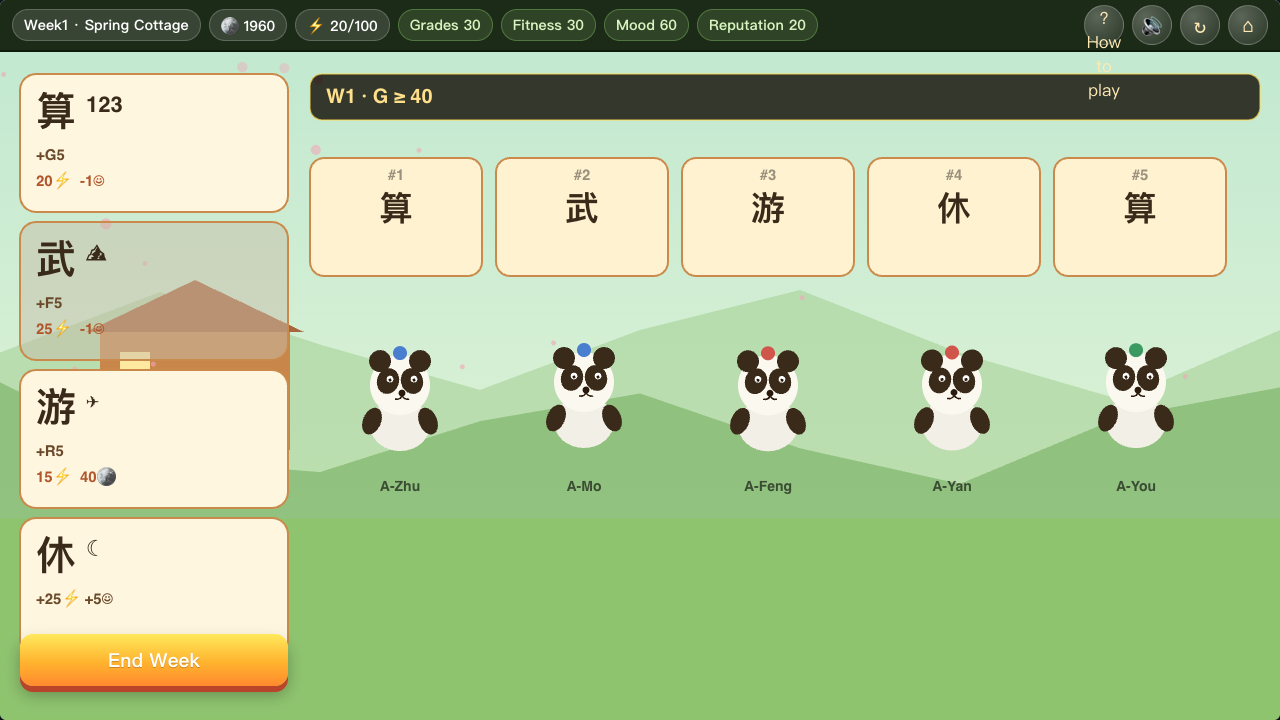 Week1 · Spring Cottage
1960
⚡ 20/100
Grades 30
Fitness 30
Mood 60
Reputation 20
?
How
to
play
算 123
+G5
20⚡ -1☺
武
+F5
25⚡ -1☺
游 ✈
+R5
15⚡ 40
休 ☾
+25⚡ +5☺
End Week
W1 · G ≥ 40
#1
算
#2
武
#3
游
#4
休
#5
算
A-Zhu
A-Mo
A-Feng
A-Yan
A-You